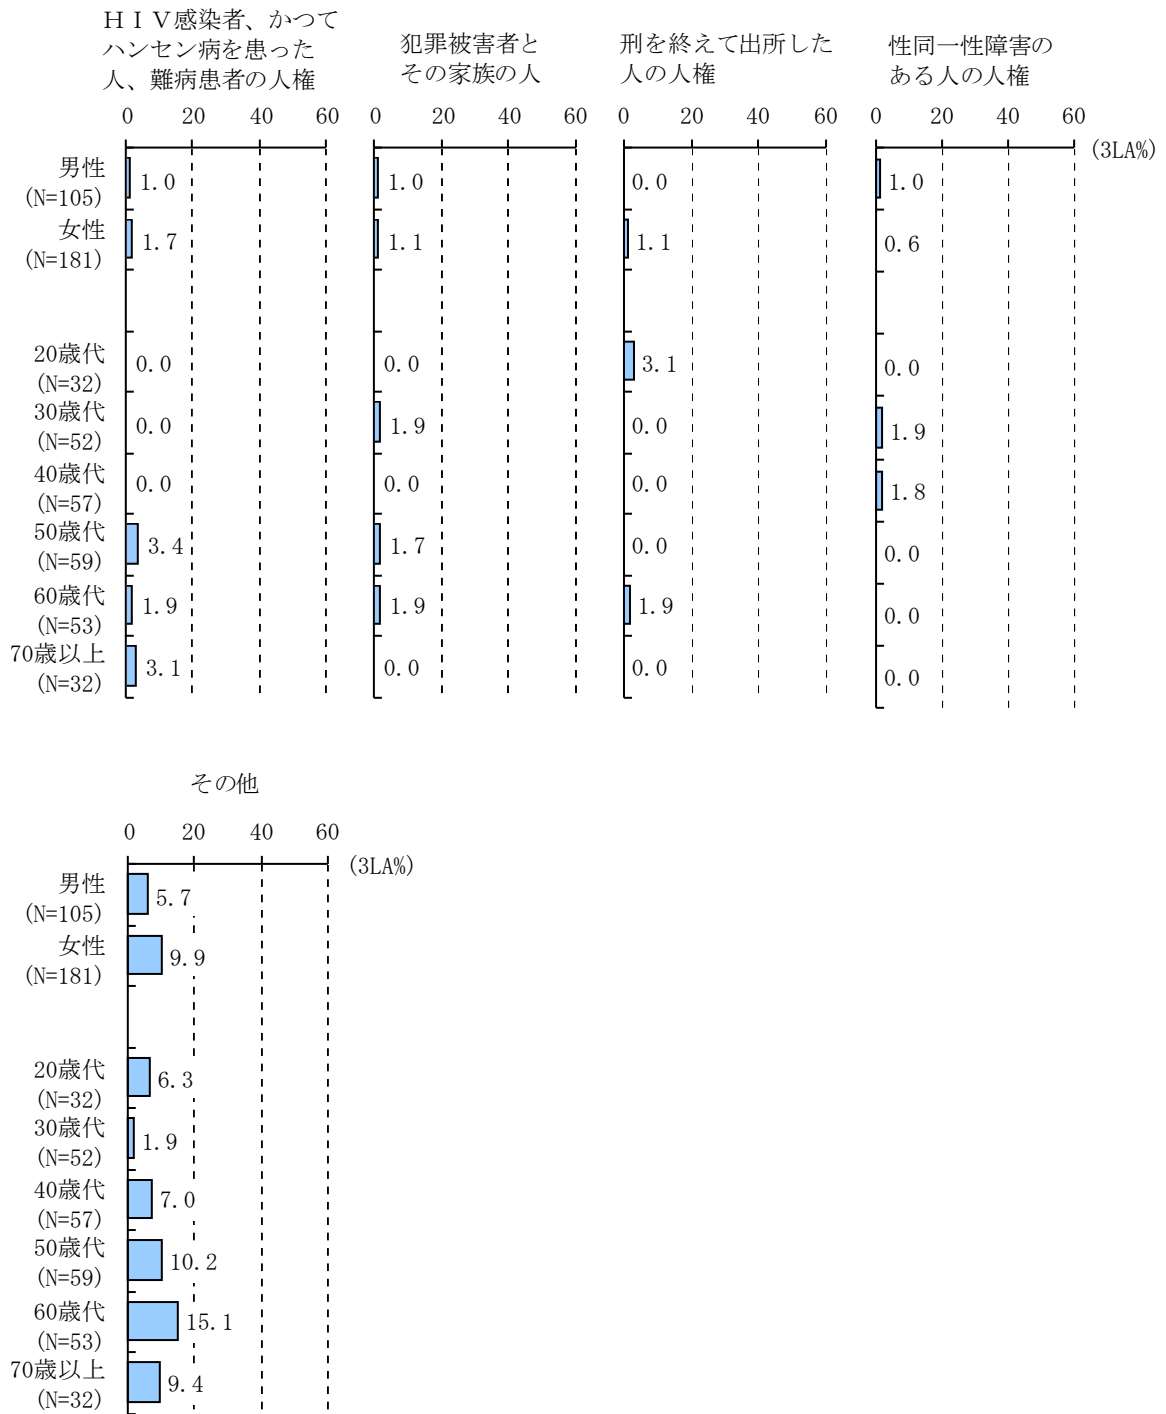 ＨＩＶ感染者、かつて
ハンセン病を患った
人、難病患者の人権
犯罪被害者と
その家族の人
刑を終えて出所した
人の人権
性同一性障害の
ある人の人権
0 20 40 60
0 20 40 60
0 20 40 60
0 20 40 60
(3LA%)
男性
(N=105)
1.0 1.0 0.0 1.0
女性
(N=181)
1.7 1.1 1.1 0.6
20歳代
(N=32)
0.0 0.0 3.1 0.0
30歳代
(N=52)
0.0 1.9 0.0 1.9
40歳代
(N=57)
0.0 0.0 0.0 1.8
50歳代
(N=59)
3.4 1.7 0.0 0.0
60歳代
(N=53)
1.9 1.9 1.9 0.0
70歳以上
(N=32)
3.1 0.0 0.0 0.0
その他
0 20 40 60
(3LA%)
男性
(N=105)
5.7
女性
(N=181)
9.9
20歳代
(N=32)
6.3
30歳代
(N=52)
1.9
40歳代
(N=57)
7.0
50歳代
(N=59)
10.2
60歳代
(N=53)
15.1
70歳以上
(N=32)
9.4